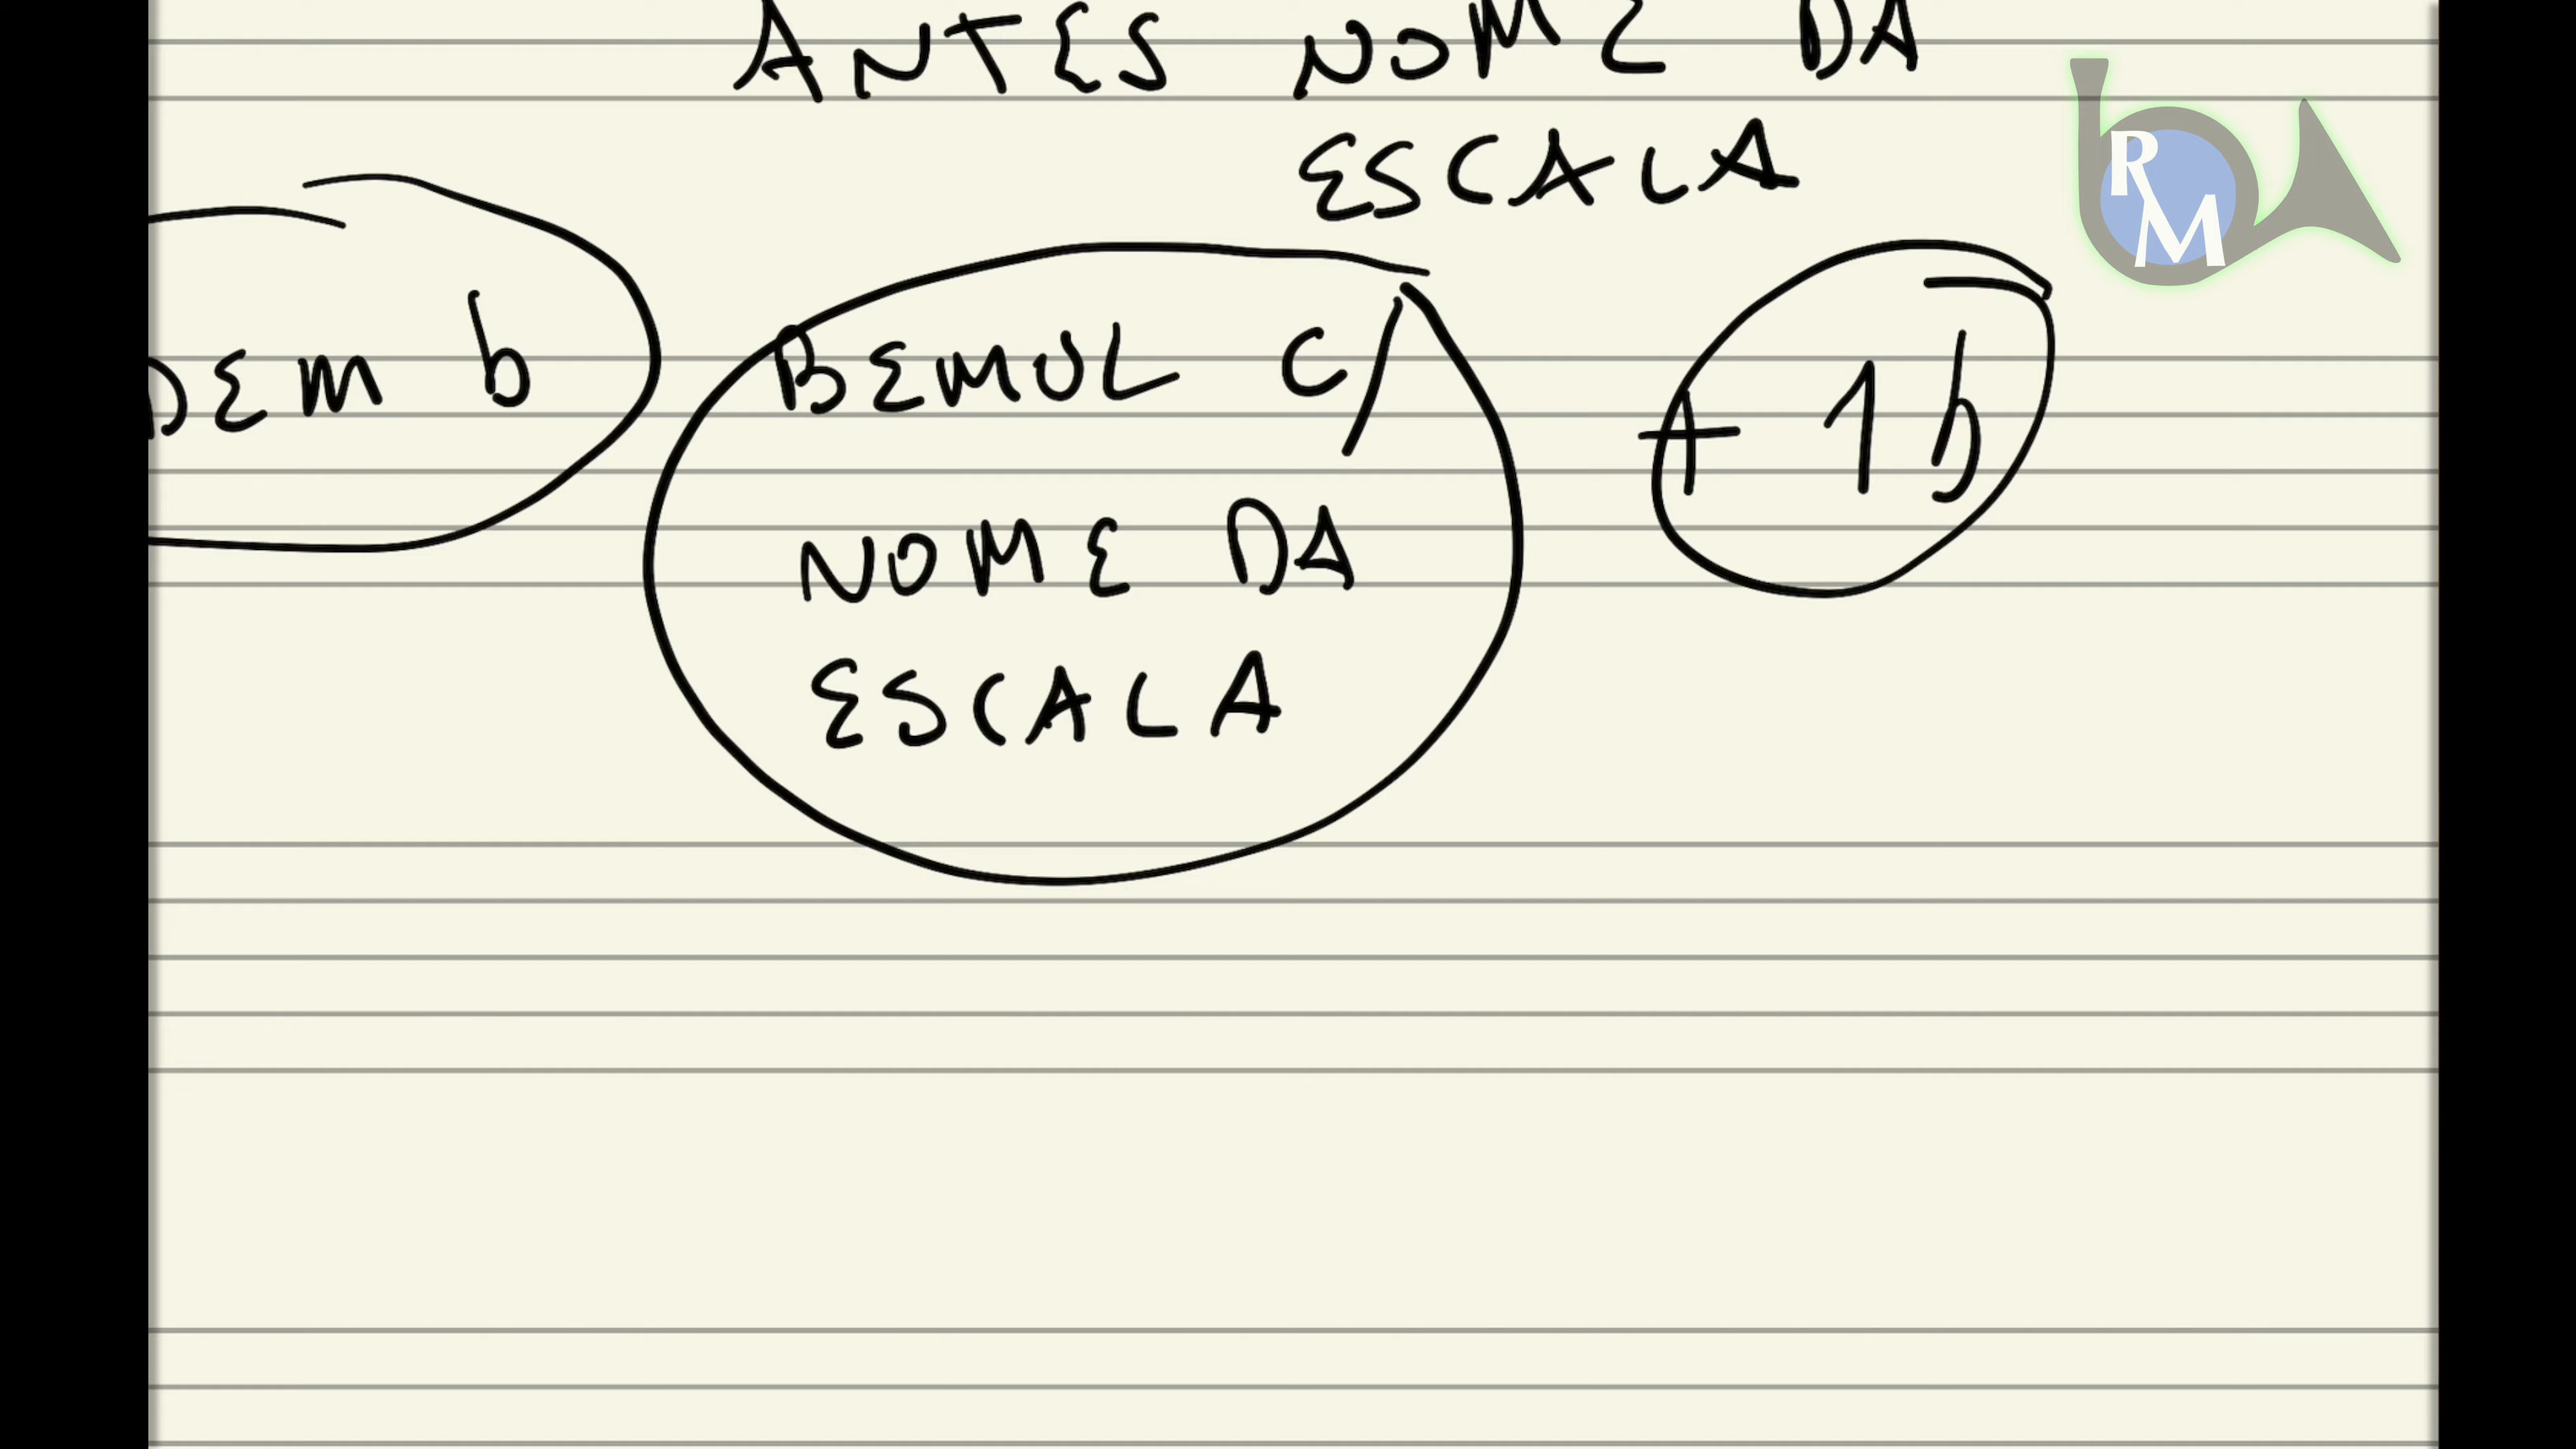 ANTES NOME DA
ESCALA
DEM b
BEMOL C/
NOME DA
ESCALA
+ 1 b
RM